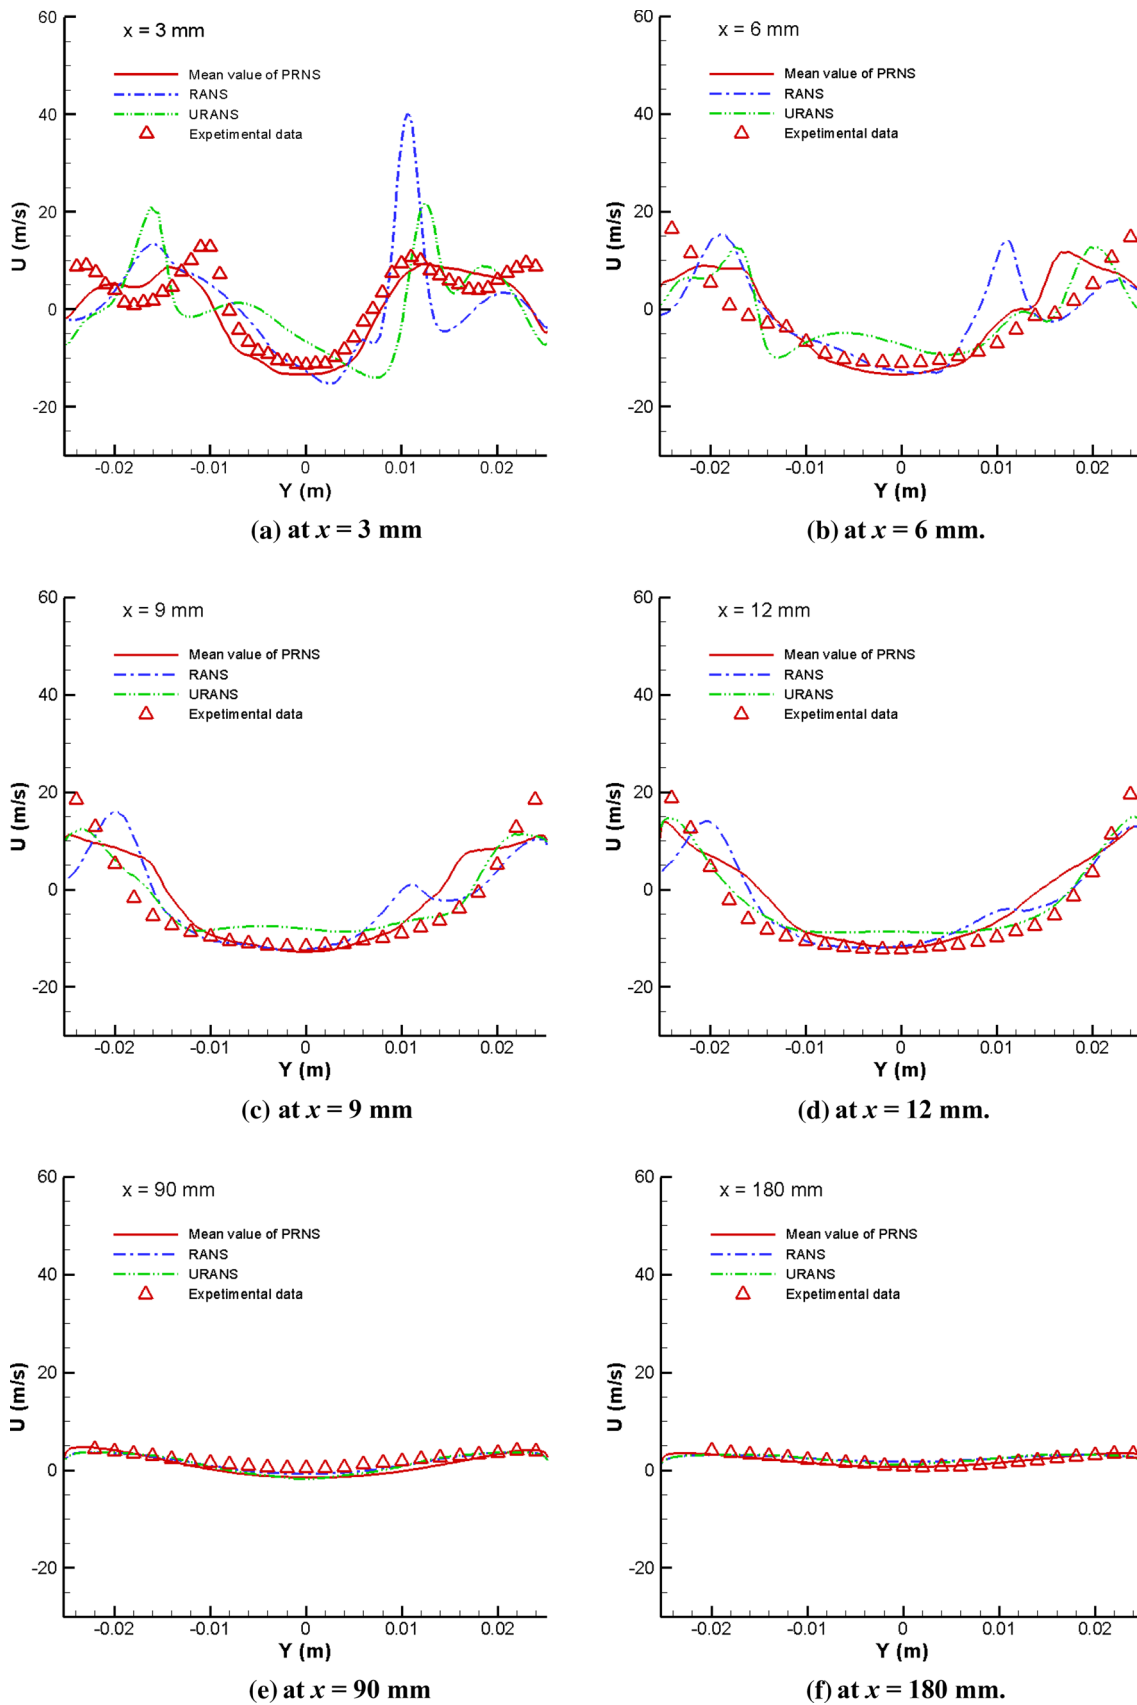 x = 3 mm
Mean value of PRNS
RANS
URANS
Expetimental data
60
40
20
0
-20
U (m/s)
-0.02 -0.01 0 0.01 0.02
Y (m)
(a) at x = 3 mm
x = 6 mm
Mean value of PRNS
RANS
URANS
Expetimental data
60
40
20
0
-20
U (m/s)
-0.02 -0.01 0 0.01 0.02
Y (m)
(b) at x = 6 mm.
x = 9 mm
Mean value of PRNS
RANS
URANS
Expetimental data
60
40
20
0
-20
U (m/s)
-0.02 -0.01 0 0.01 0.02
Y (m)
(c) at x = 9 mm
x = 12 mm
Mean value of PRNS
RANS
URANS
Expetimental data
60
40
20
0
-20
U (m/s)
-0.02 -0.01 0 0.01 0.02
Y (m)
(d) at x = 12 mm.
x = 90 mm
Mean value of PRNS
RANS
URANS
Expetimental data
60
40
20
0
-20
U (m/s)
-0.02 -0.01 0 0.01 0.02
Y (m)
(e) at x = 90 mm
x = 180 mm
Mean value of PRNS
RANS
URANS
Expetimental data
60
40
20
0
-20
U (m/s)
-0.02 -0.01 0 0.01 0.02
Y (m)
(f) at x = 180 mm.